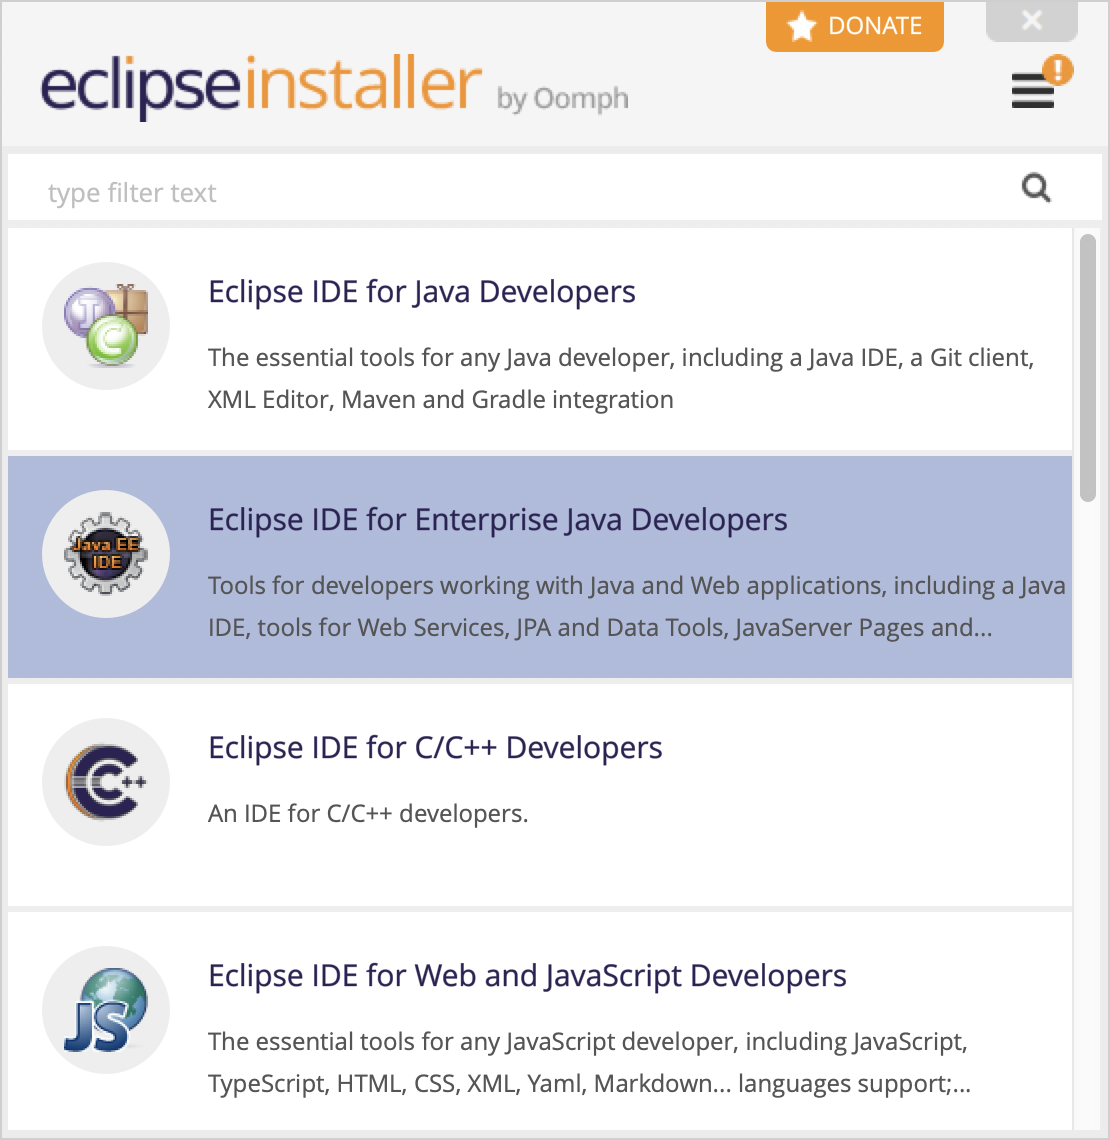 DONATE
eclipseinstaller by Oomph
type filter text
Eclipse IDE for Java Developers
The essential tools for any Java developer, including a Java IDE, a Git client,
XML Editor, Maven and Gradle integration
Java EE
IDE
Eclipse IDE for Enterprise Java Developers
Tools for developers working with Java and Web applications, including a Java
IDE, tools for Web Services, JPA and Data Tools, JavaServer Pages and...
C++
Eclipse IDE for C/C++ Developers
An IDE for C/C++ developers.
JS
Eclipse IDE for Web and JavaScript Developers
The essential tools for any JavaScript developer, including JavaScript,
TypeScript, HTML, CSS, XML, Yaml, Markdown... languages support;...